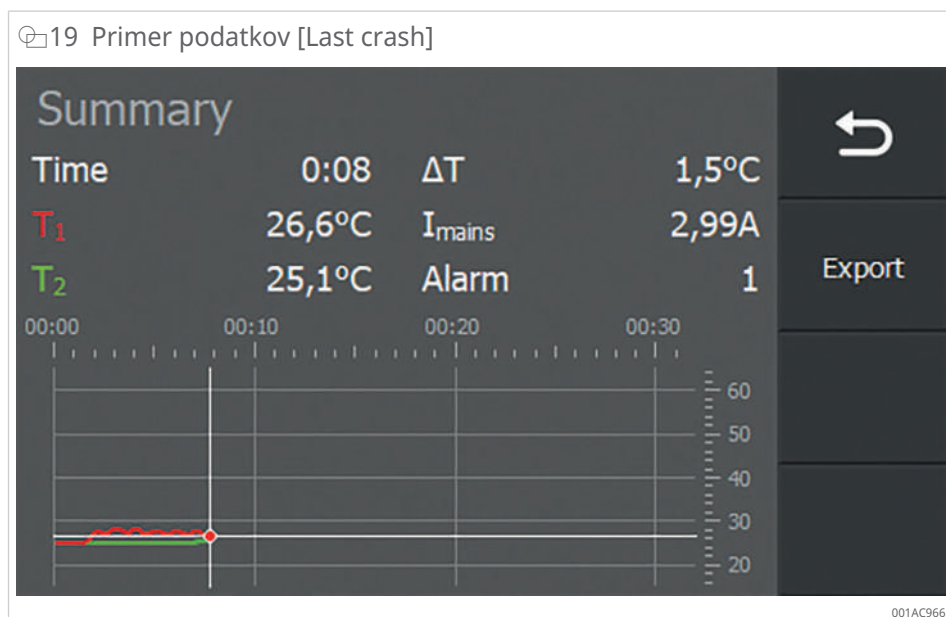 19 Primer podatkov [Last crash]
Summary
Time 0:08 ΔT 1,5°C
T₁ 26,6°C Imains 2,99A
T₂ 25,1°C Alarm 1
Export
00:00 00:10 00:20 00:30
60
50
40
30
20
001AC966